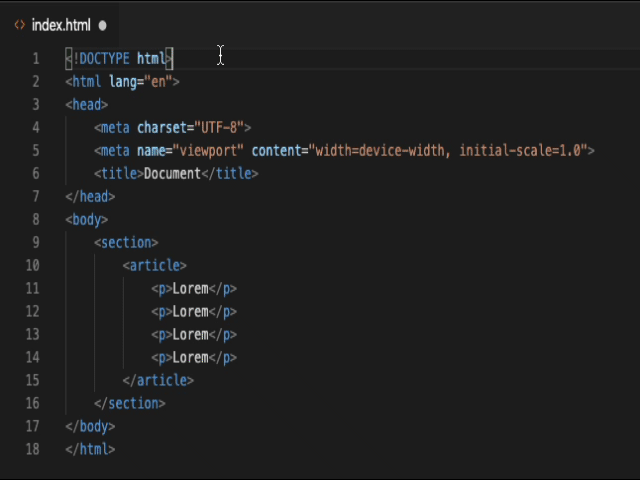 <> index.html ●
1 <!DOCTYPE html>
2 <html lang="en">
3 <head>
4     <meta charset="UTF-8">
5     <meta name="viewport" content="width=device-width, initial-scale=1.0">
6     <title>Document</title>
7 </head>
8 <body>
9     <section>
10         <article>
11             <p>Lorem</p>
12             <p>Lorem</p>
13             <p>Lorem</p>
14             <p>Lorem</p>
15         </article>
16     </section>
17 </body>
18 </html>